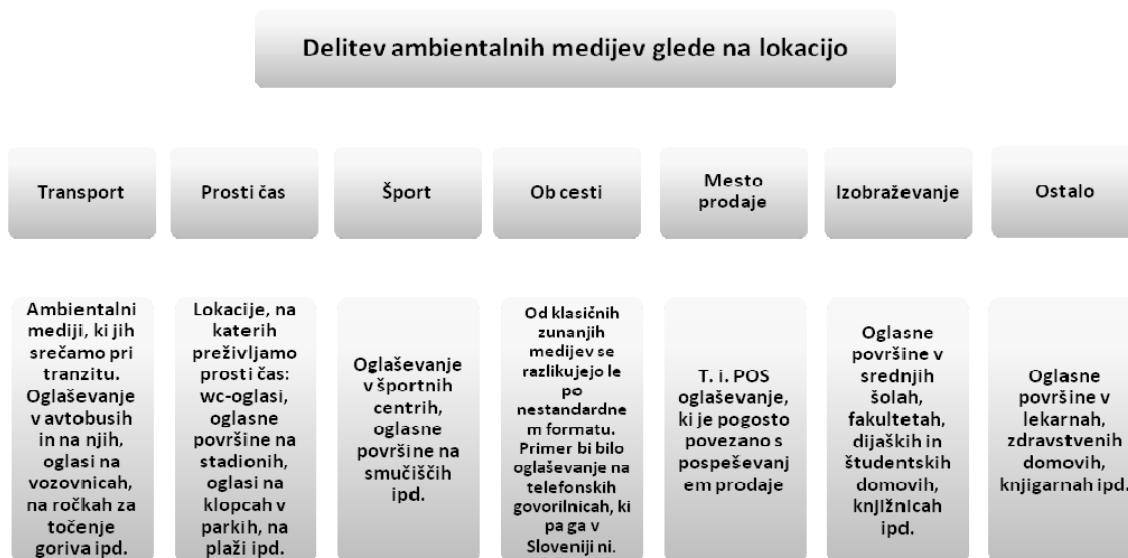 Delitev ambientalnih medijev glede na lokacijo
Transport
Prosti čas
Šport
Ob cesti
Mesto
prodaje
Izobraževanje
Ostalo
Ambientalni
mediji, ki jih
srečamo pri
tranzitu.
Oglaševanje
v avtobusih
in na njih,
oglasi na
vozovnicah,
na ročkah za
točenje
goriva ipd.
Lokacije, na
katerih
preživljamo
prosti čas:
wc-oglasi,
oglasne
površine na
stadionih,
oglasi na
klopcah v
parkih, na
plaži ipd.
Oglaševanje
v športnih
centrih,
oglasne
površine na
smučiščih
ipd.
Od klasičnih
zunanjih
medijev se
razlikujejo le
po
nestandardne
m formatu.
Primer bi bilo
oglaševanje na
telefonskih
govorilnicah, ki
pa ga v
Sloveniji ni.
T. i. POS
oglaševanje,
ki je pogosto
povezano s
pospeševanj
em prodaje
Oglasne
površine v
srednjih
šolah,
fakultetah,
dijaških in
študentskih
domovih,
knjižnicah
ipd.
Oglasne
površine v
lekarnah,
zdravstvenih
domovih,
knjigarnah ipd.